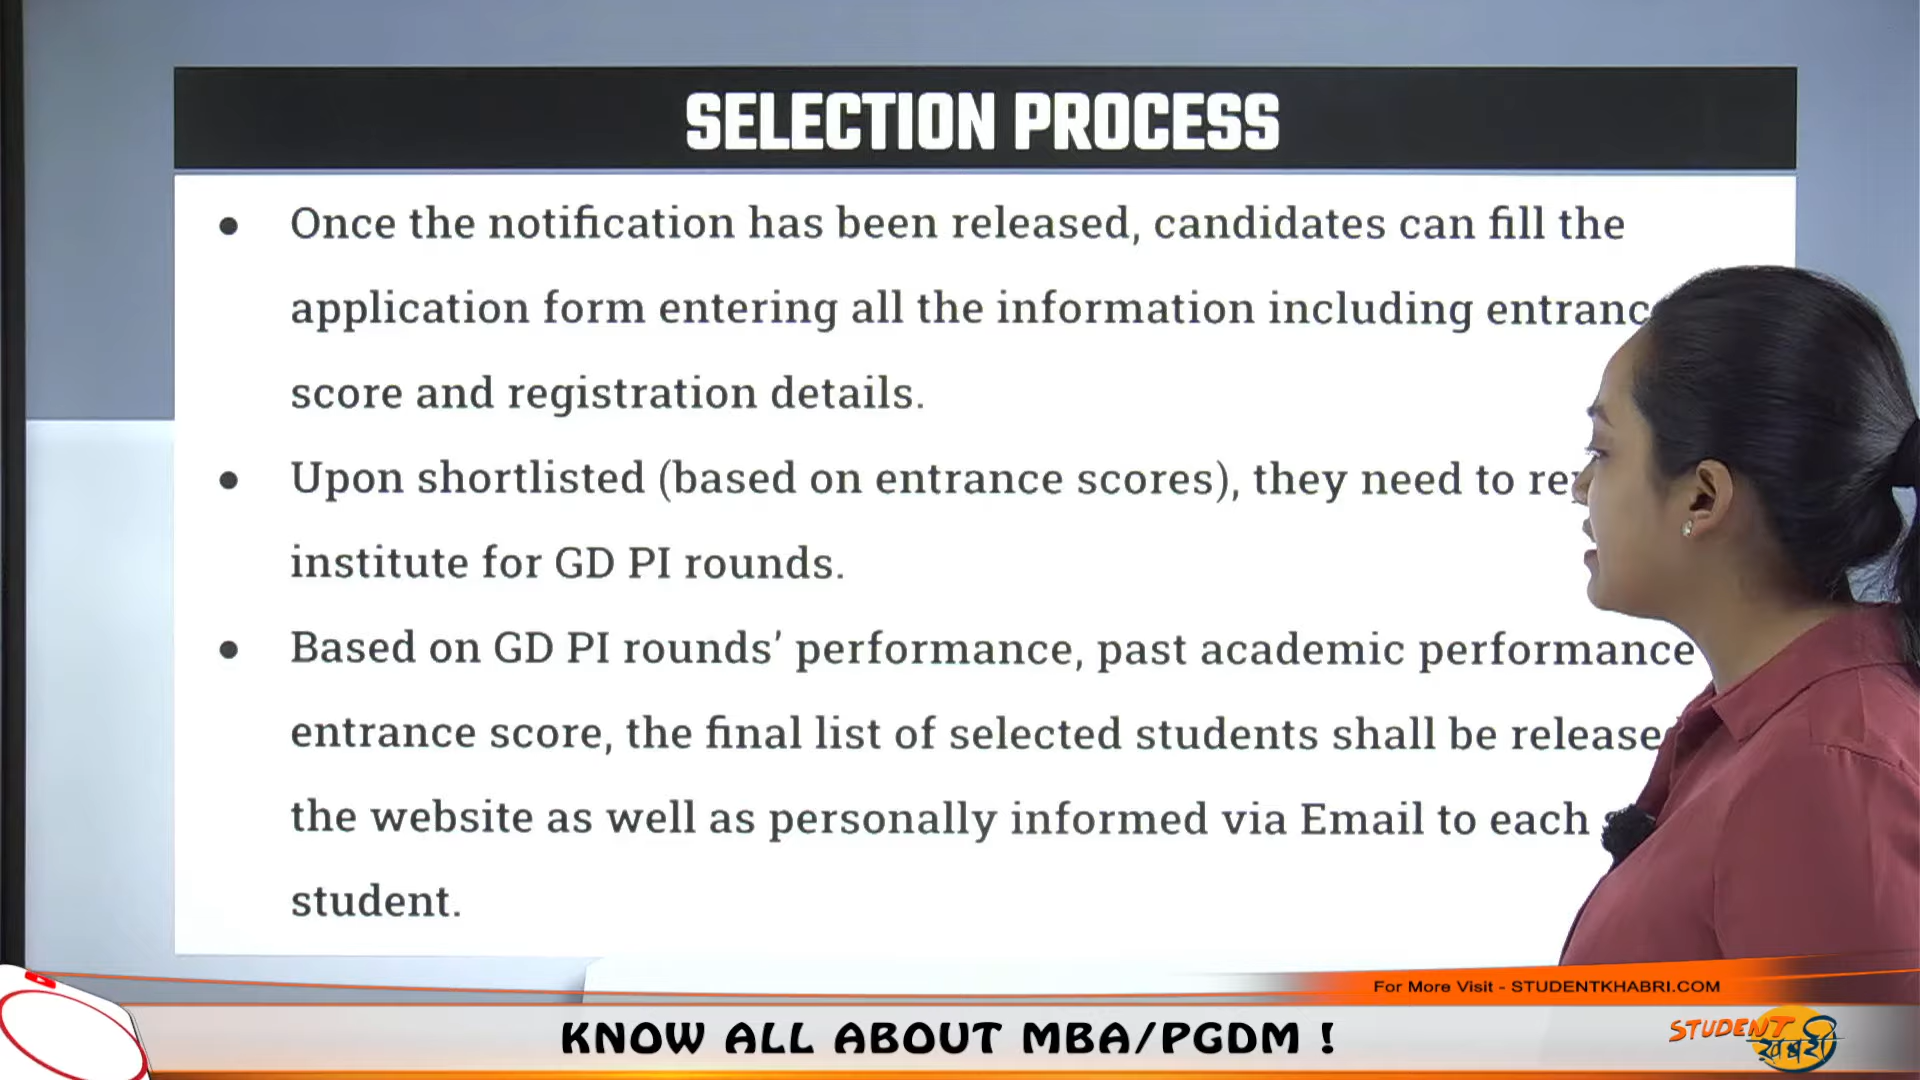 SELECTION PROCESS
● Once the notification has been released, candidates can fill the
application form entering all the information including
score and registration details.
● Upon shortlisted (based on entrance scores), they need to
institute for GD PI rounds.
● Based on GD PI rounds’ performance, past academic performance
entrance score, the final list of selected students shall be
the website as well as personally informed via Email to each
student.
For More Visit - STUDENTKHABRI.COM
KNOW ALL ABOUT MBA/PGDM !
STUDENT
ख़बरी